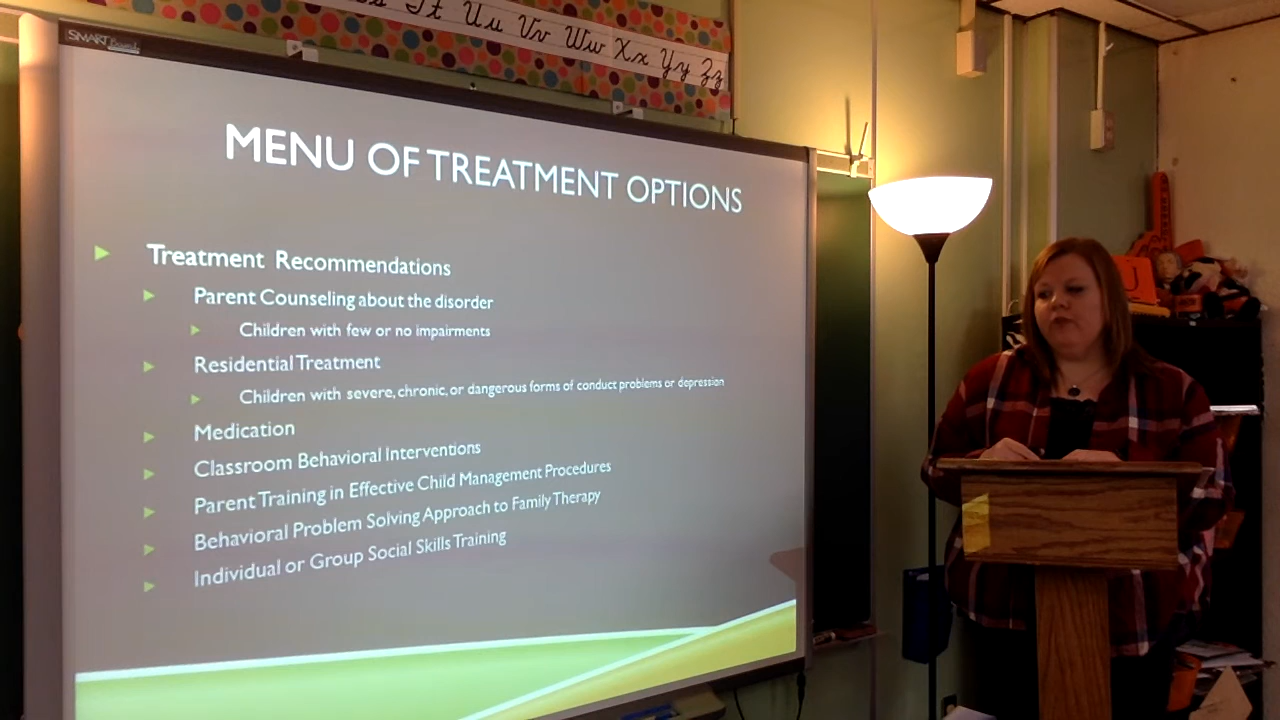 Tt Uu Vv Ww Xx Yy Zz
SMART Board
MENU OF TREATMENT OPTIONS
Treatment Recommendations
Parent Counseling about the disorder
Children with few or no impairments
Residential Treatment
Children with severe, chronic, or dangerous forms of conduct problems or depression
Medication
Classroom Behavioral Interventions
Parent Training in Effective Child Management Procedures
Behavioral Problem Solving Approach to Family Therapy
Individual or Group Social Skills Training